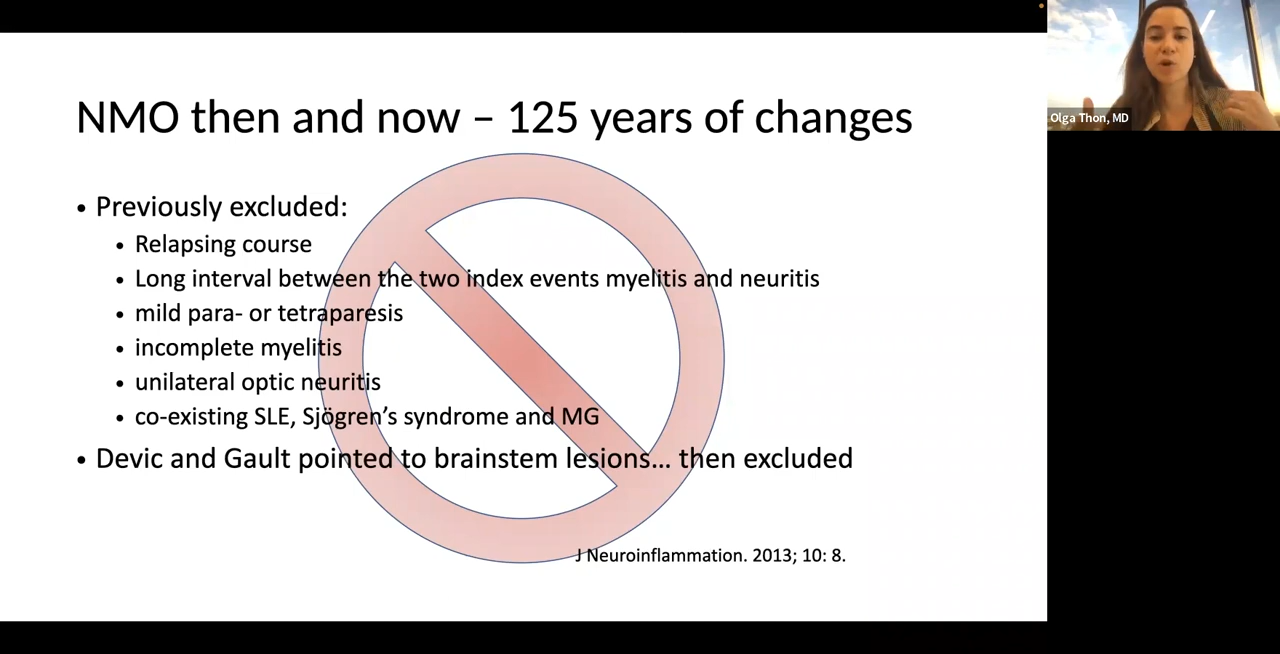 NMO then and now – 125 years of changes
• Previously excluded:
• Relapsing course
• Long interval between the two index events myelitis and neuritis
• mild para- or tetraparesis
• incomplete myelitis
• unilateral optic neuritis
• co-existing SLE, Sjögren's syndrome and MG
• Devic and Gault pointed to brainstem lesions... then excluded
J Neuroinflammation. 2013; 10: 8.
Olga Thon, MD